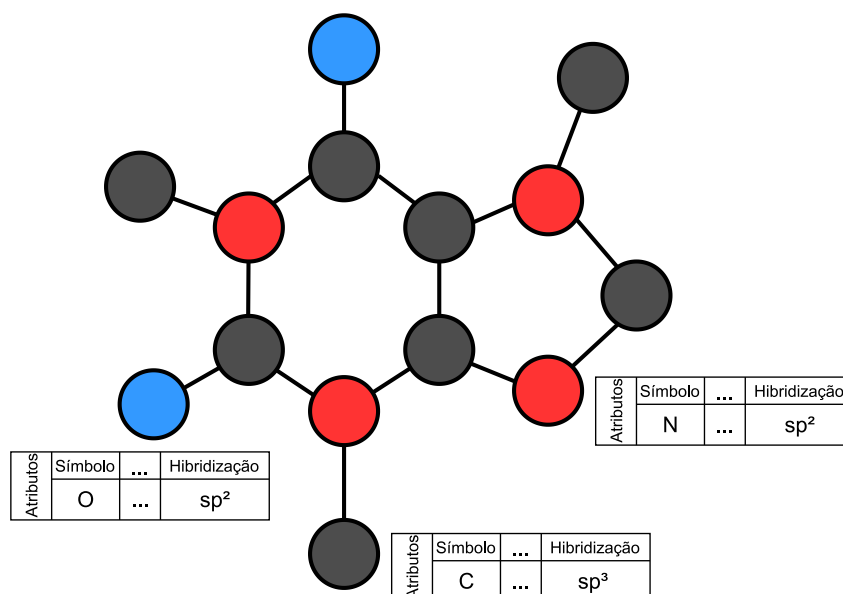 Atributos
Símbolo ... Hibridização
N ... sp²
Atributos
Símbolo ... Hibridização
O ... sp²
Atributos
Símbolo ... Hibridização
C ... sp³